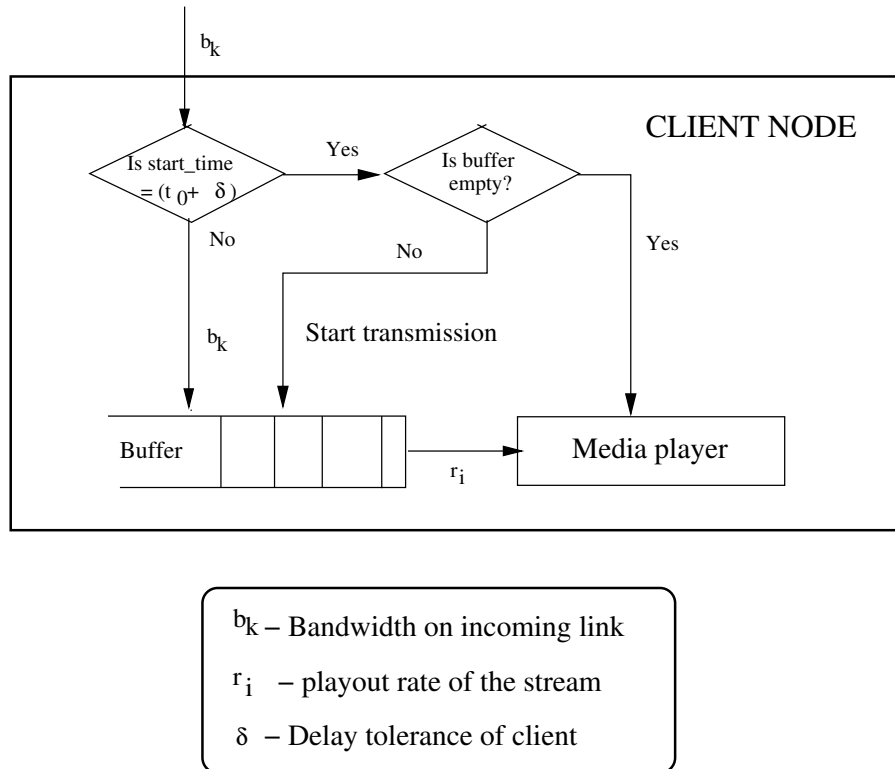 b_k
CLIENT NODE
Is start_time
= (t_0 + δ)
Yes
Is buffer
empty?
No
No
Yes
b_k
Start transmission
Buffer
Media player
r_i
b_k – Bandwidth on incoming link
r_i – playout rate of the stream
δ – Delay tolerance of client